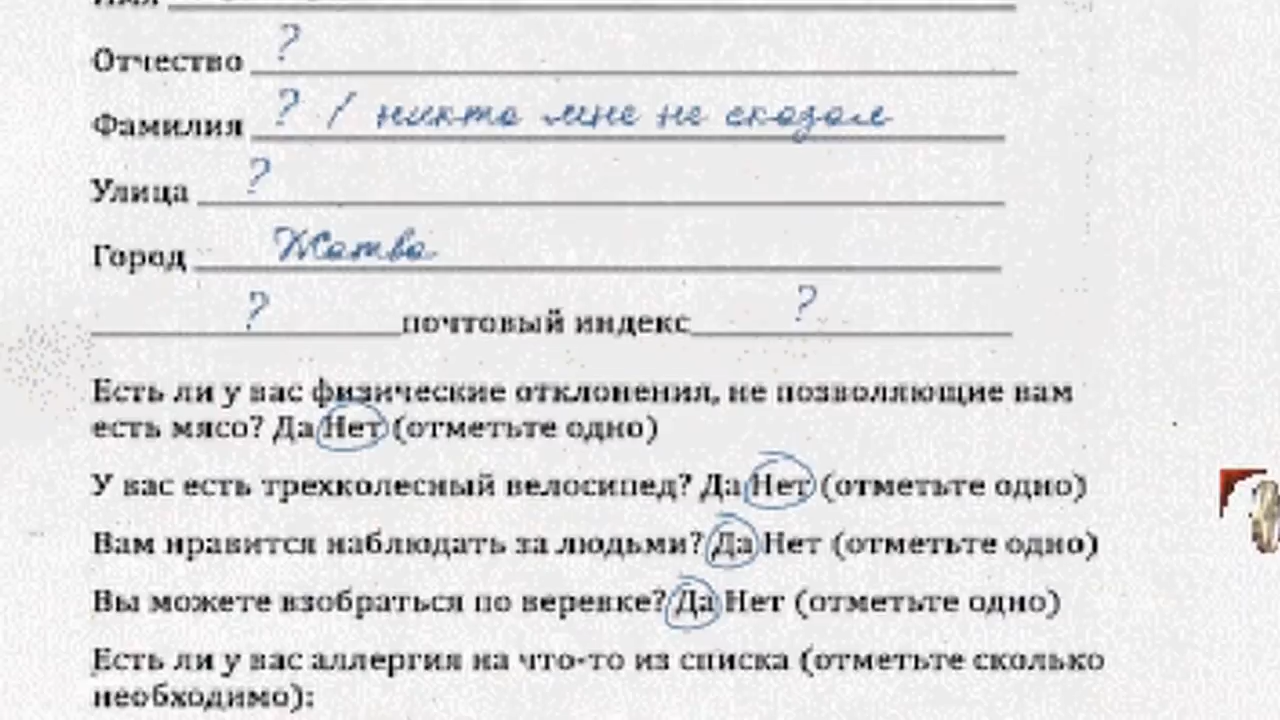 Имя
Отчество ?
Фамилия ? / никто мне не сказал
Улица ?
Город Жатва
? почтовый индекс ?
Есть ли у вас физические отклонения, не позволяющие вам
есть мясо? Да Нет (отметьте одно)
У вас есть трехколесный велосипед? Да Нет (отметьте одно)
Вам нравится наблюдать за людьми? Да Нет (отметьте одно)
Вы можете взобраться по веревке? Да Нет (отметьте одно)
Есть ли у вас аллергия на что-то из списка (отметьте сколько
необходимо):